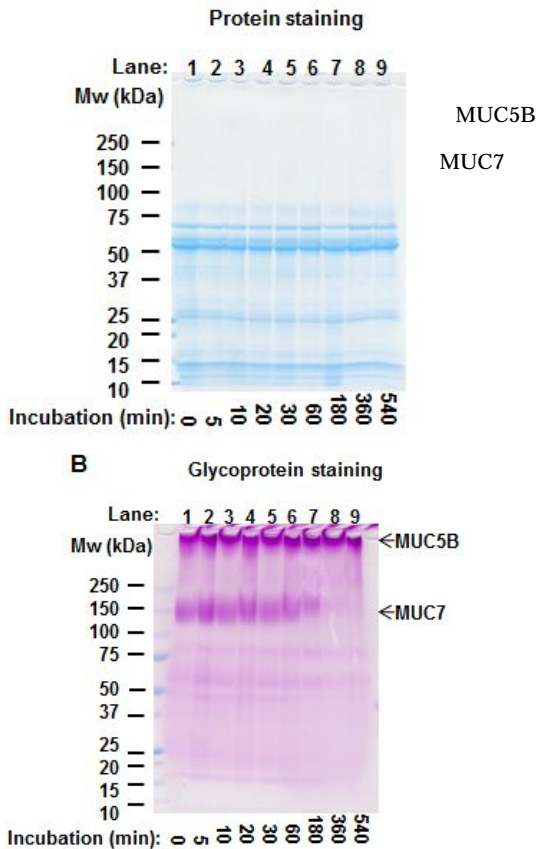 Protein staining
Lane: 1 2 3 4 5 6 7 8 9
Mw (kDa)
MUC5B
250
MUC7
150
100
75
50
37
25
20
15
10
Incubation (min): 0 5 10 20 30 60 180 360 540
B
Glycoprotein staining
Lane: 1 2 3 4 5 6 7 8 9
Mw (kDa)
MUC5B
250
150
MUC7
100
75
50
37
25
20
15
10
Incubation (min): 0 5 10 20 30 60 180 360 540